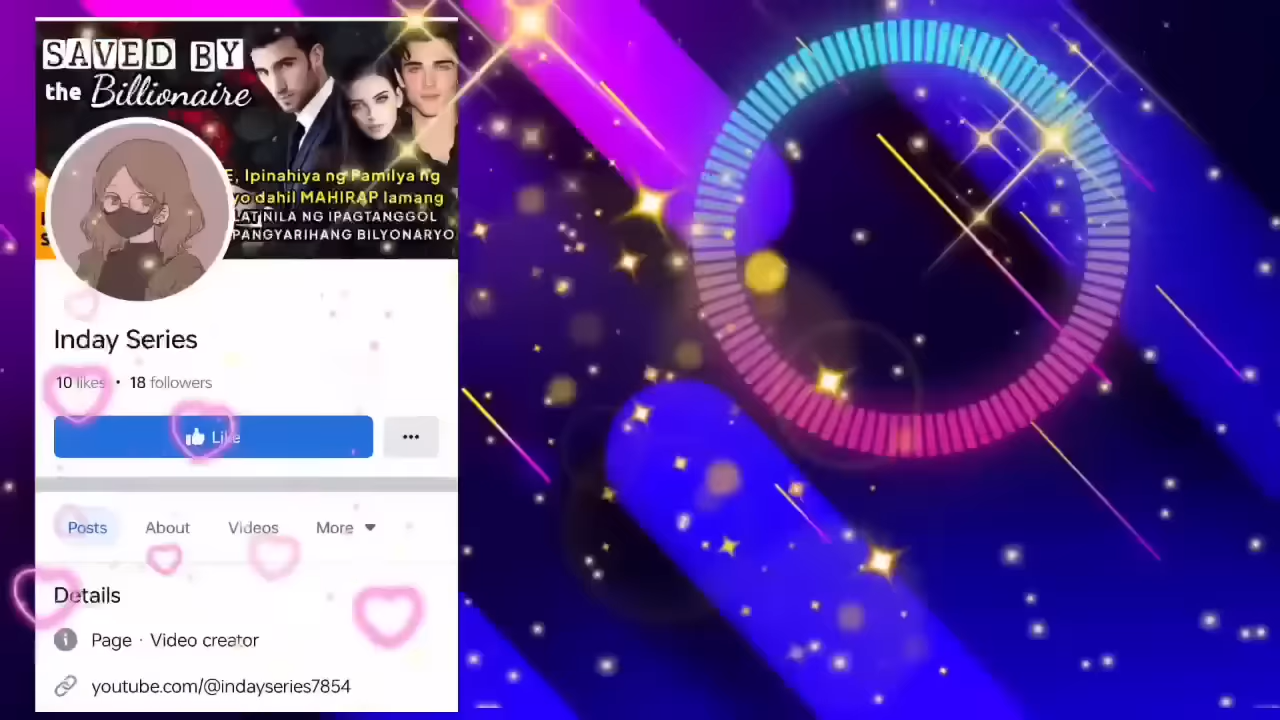 SAVED BY
the Billionaire
E, Ipinahiya ng Pamilya ng
yo dahil MAHIRAP lamang
NILA NG IPAGTANGGOL
PANGYARIHANG BILYONARYO
Inday Series
10 likes • 18 followers
Like
Posts About Videos More
Details
Page · Video creator
youtube.com/@indayseries7854